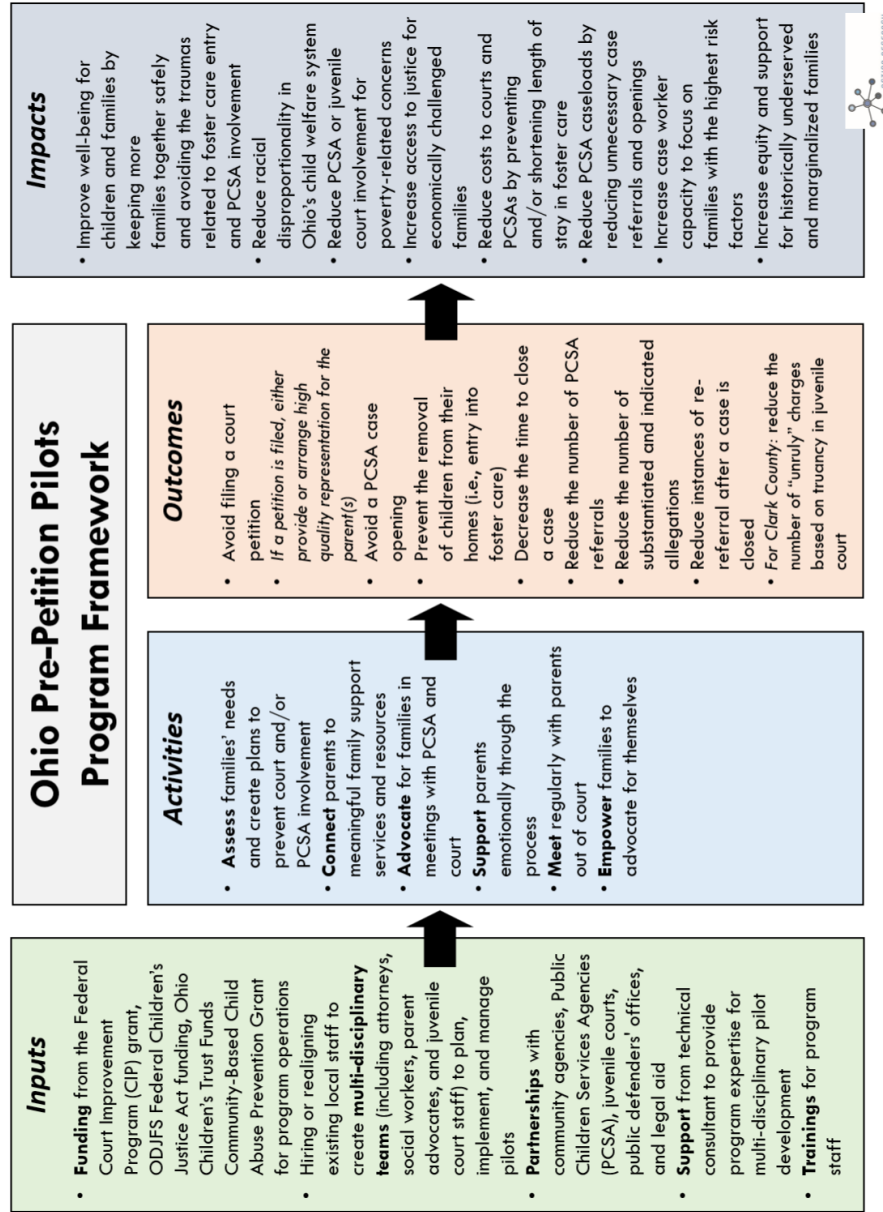 Ohio Pre-Petition Pilots
Program Framework
Inputs
• Funding from the Federal
Court Improvement
Program (CIP) grant,
ODJFS Federal Children's
Justice Act funding, Ohio
Children's Trust Funds
Community-Based Child
Abuse Prevention Grant
for program operations
• Hiring or realigning
existing local staff to
create multi-disciplinary
teams (including attorneys,
social workers, parent
advocates, and juvenile
court staff) to plan,
implement, and manage
pilots
• Partnerships with
community agencies, Public
Children Services Agencies
(PCSA), juvenile courts,
public defenders' offices,
and legal aid
• Support from technical
consultant to provide
program expertise for
multi-disciplinary pilot
development
• Trainings for program
staff
Activities
• Assess families' needs
and create plans to
prevent court and/or
PCSA involvement
• Connect parents to
meaningful family support
services and resources
• Advocate for families in
meetings with PCSA and
court
• Support parents
emotionally through the
process
• Meet regularly with parents
out of court
• Empower families to
advocate for themselves
Outcomes
• Avoid filing a court
petition
• If a petition is filed, either
provide or arrange high
quality representation for the
parent(s)
• Avoid a PCSA case
opening
• Prevent the removal
of children from their
homes (i.e., entry into
foster care)
• Decrease the time to close
a case
• Reduce the number of PCSA
referrals
• Reduce the number of
substantiated and indicated
allegations
• Reduce instances of re-
referral after a case is
closed
• For Clark County: reduce the
number of "unruly" charges
based on truancy in juvenile
court
Impacts
• Improve well-being for
children and families by
keeping more
families together safely
and avoiding the traumas
related to foster care entry
and PCSA involvement
• Reduce racial
disproportionality in
Ohio's child welfare system
• Reduce PCSA or juvenile
court involvement for
poverty-related concerns
• Increase access to justice for
economically challenged
families
• Reduce costs to courts and
PCSAs by preventing
and/or shortening length of
stay in foster care
• Reduce PCSA caseloads by
reducing unnecessary case
referrals and openings
• Increase case worker
capacity to focus on
families with the highest risk
factors
• Increase equity and support
for historically underserved
and marginalized families